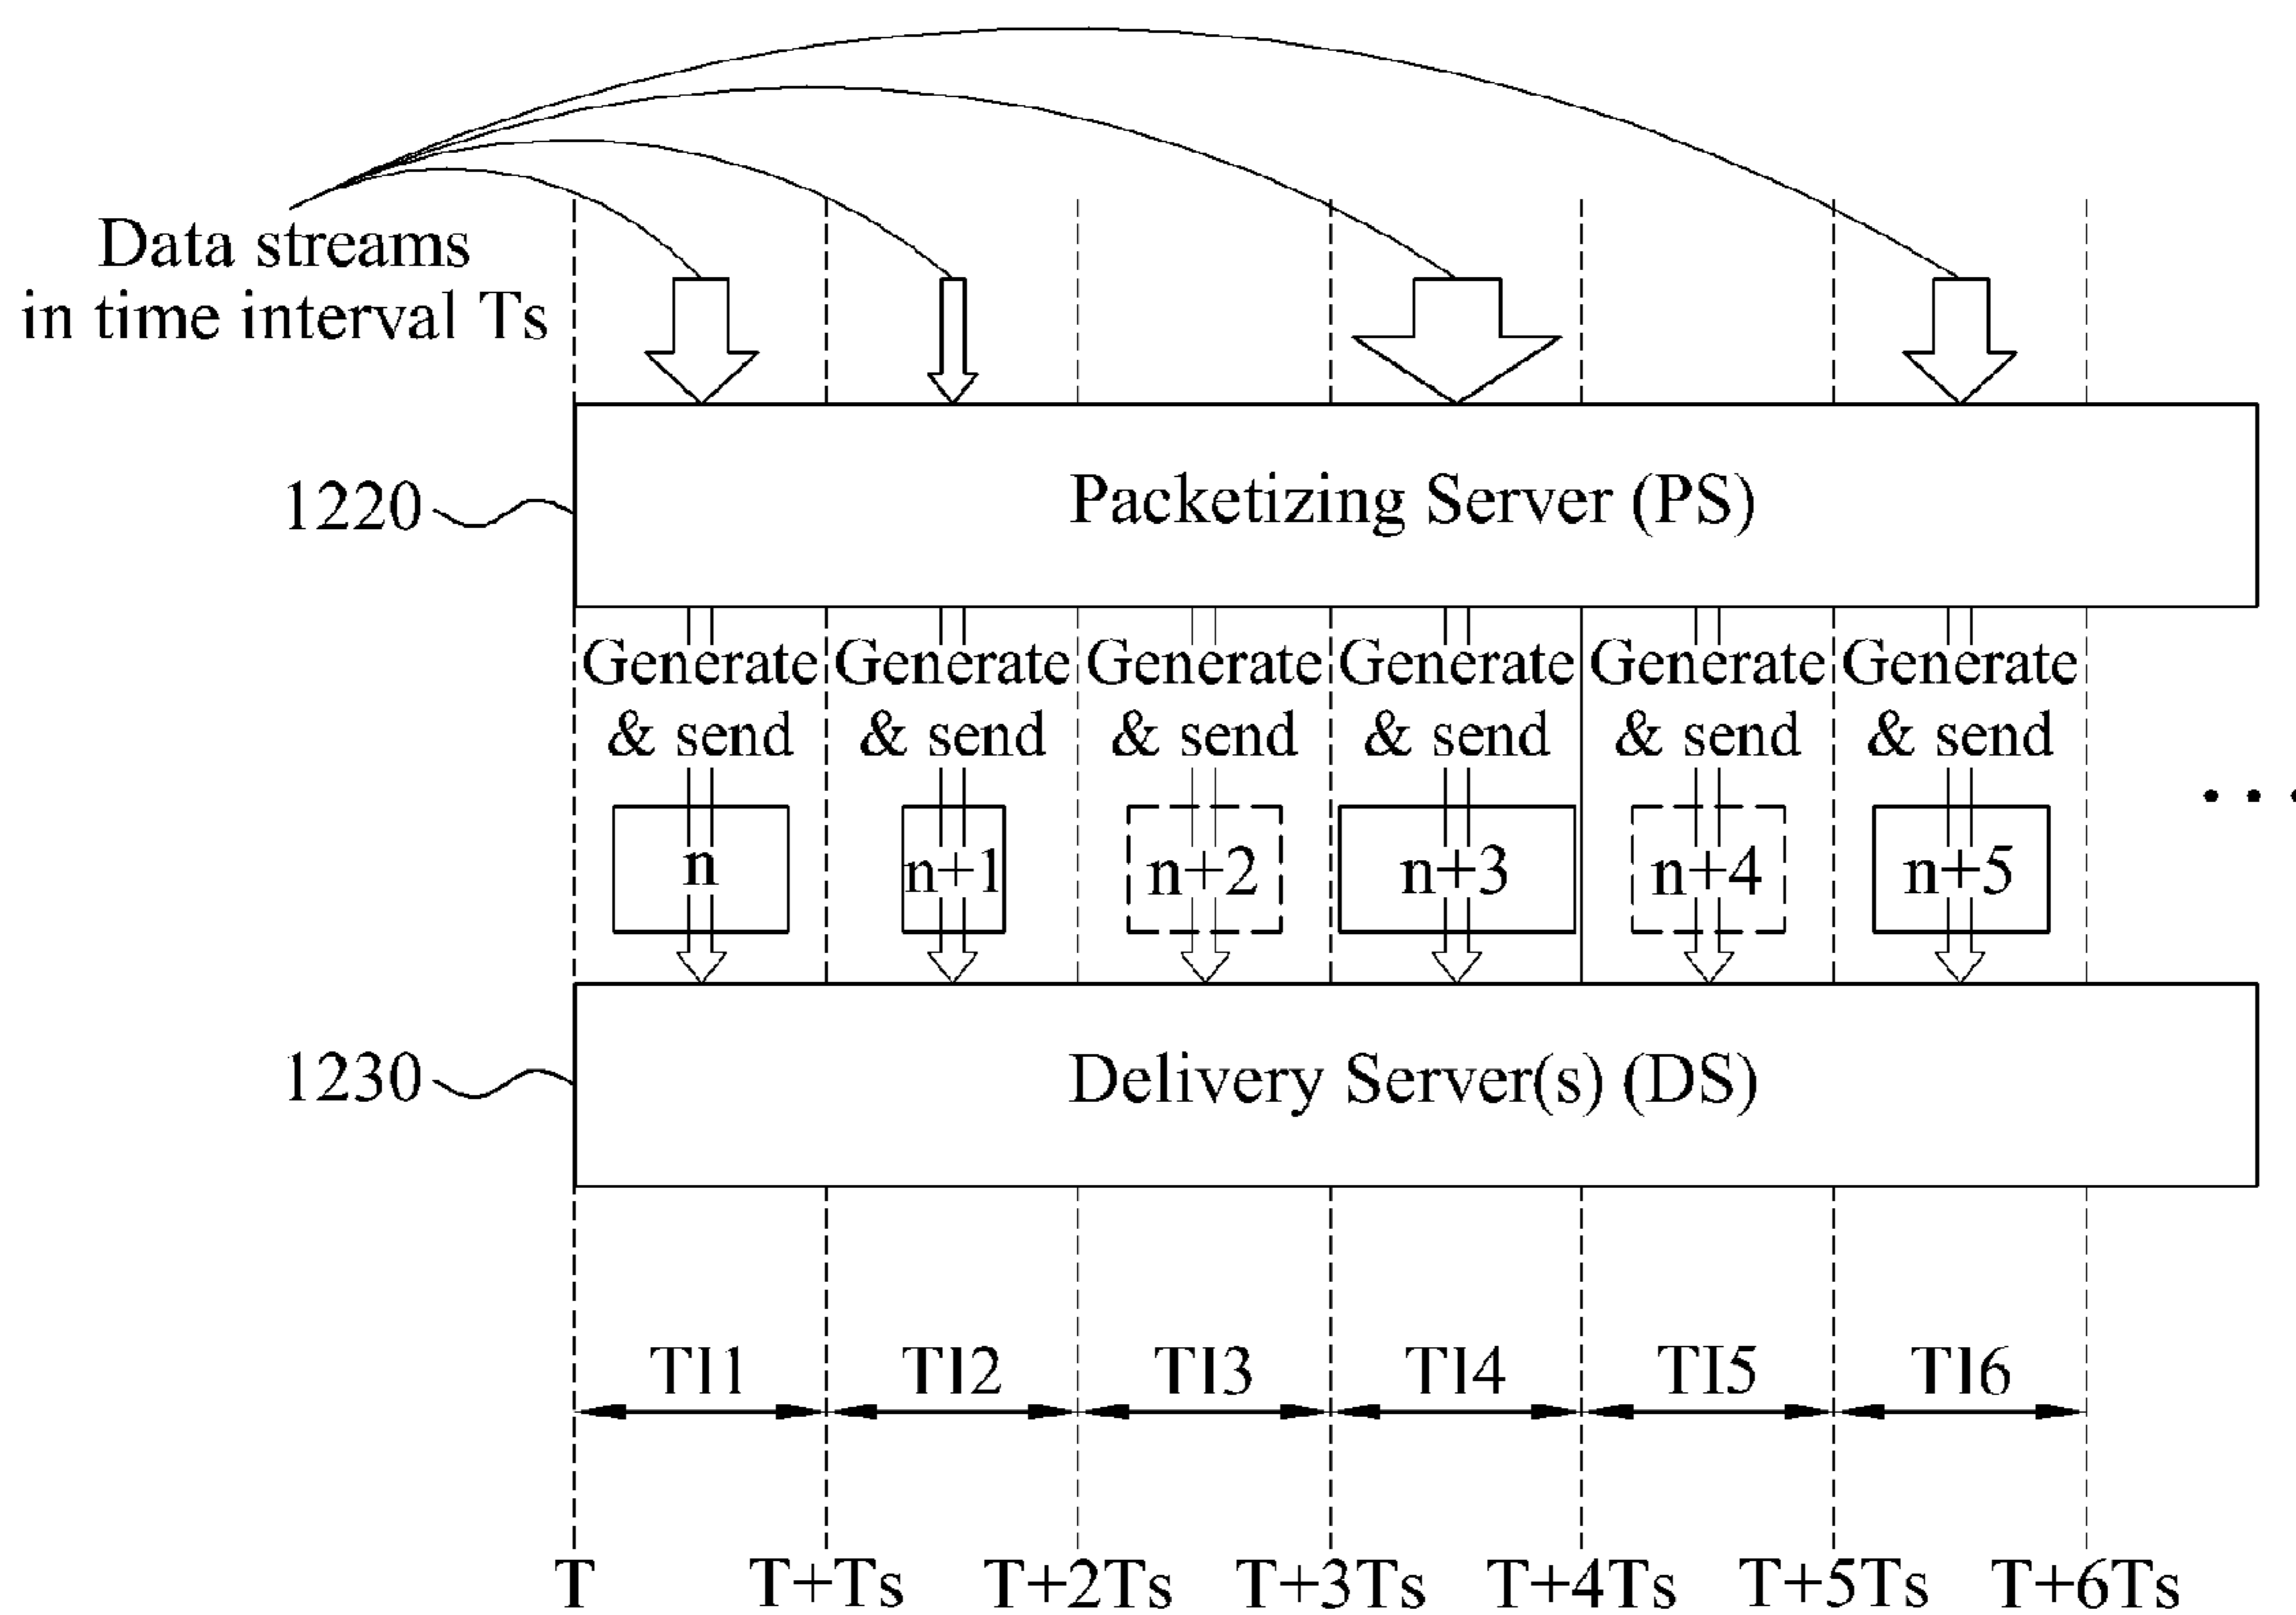 Data streams
in time interval Ts
1220
Packetizing Server (PS)
Generate Generate Generate Generate Generate Generate
& send & send & send & send & send & send
n n+1 n+2 n+3 n+4 n+5
...
1230
Delivery Server(s) (DS)
TI1 TI2 TI3 TI4 TI5 TI6
T T+Ts T+2Ts T+3Ts T+4Ts T+5Ts T+6Ts